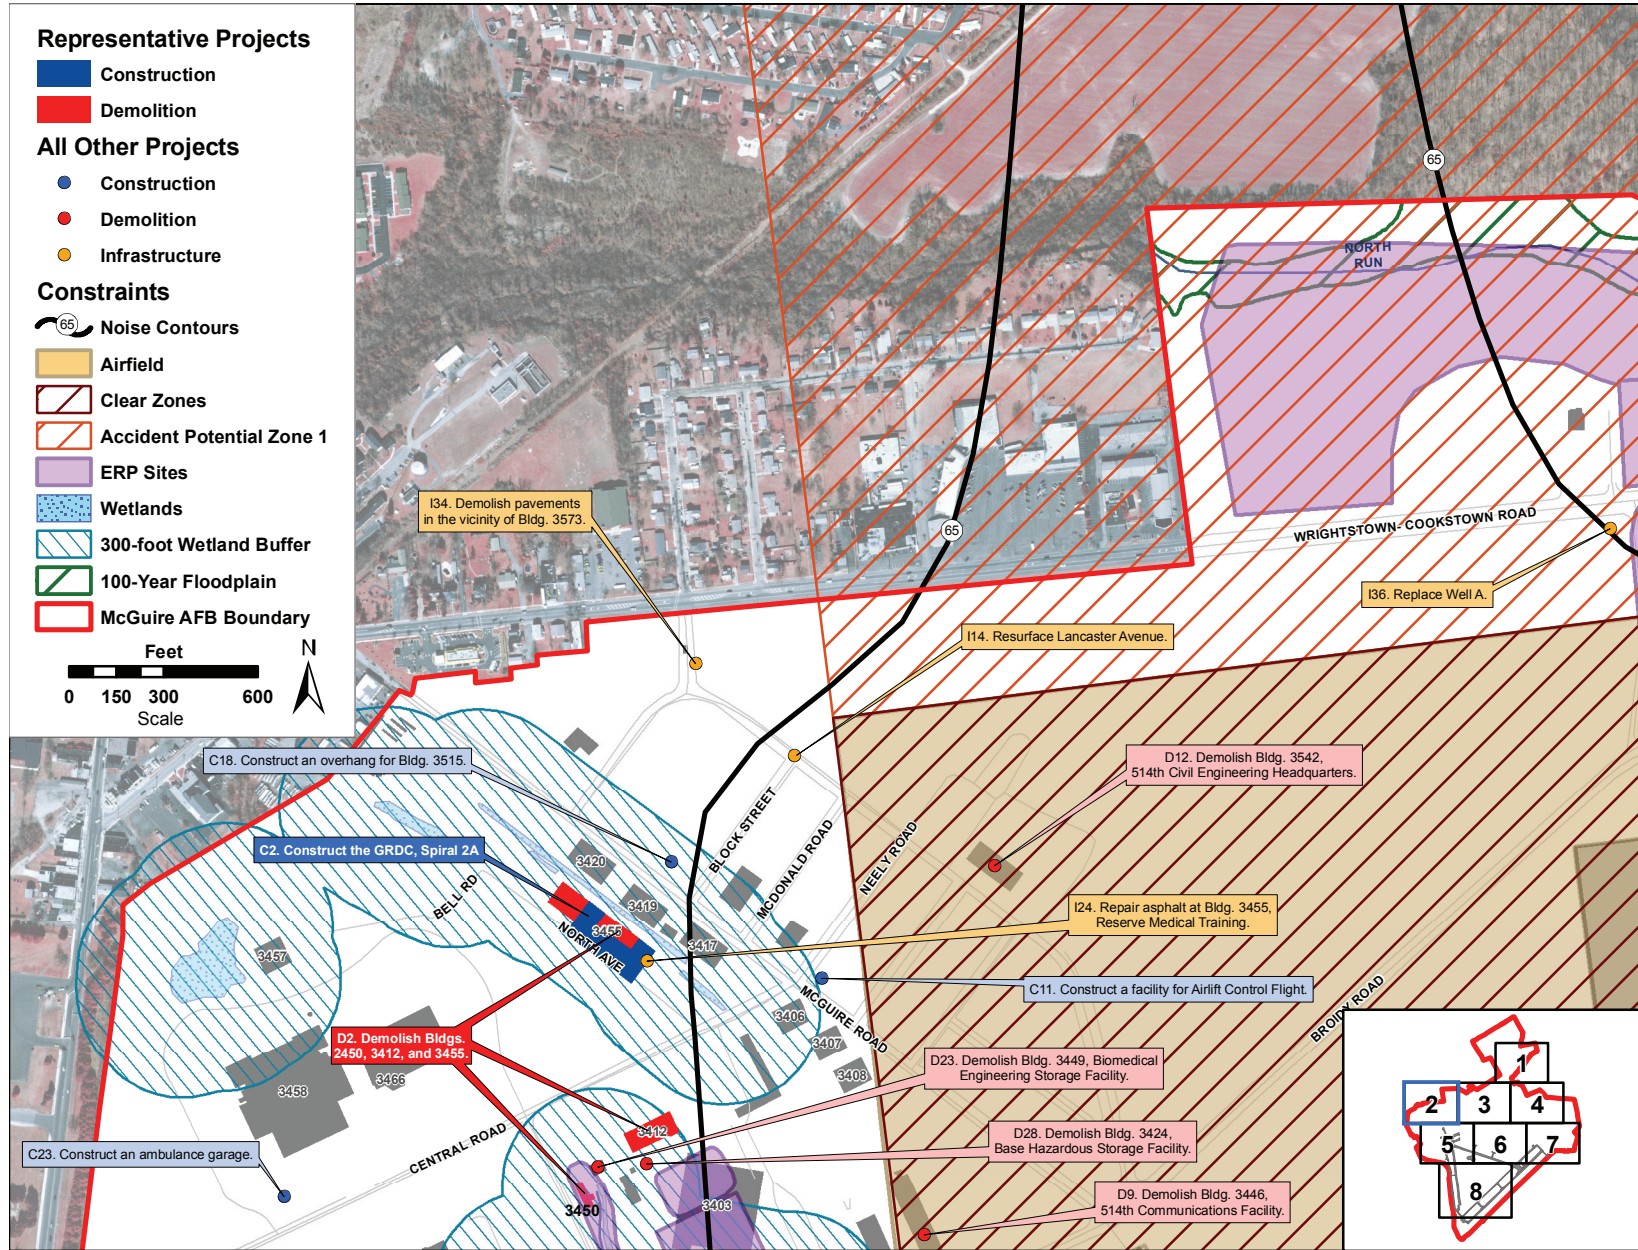 Representative Projects
Construction
Demolition
All Other Projects
Construction
Demolition
Infrastructure
Constraints
65
Noise Contours
Airfield
Clear Zones
Accident Potential Zone 1
ERP Sites
Wetlands
300-foot Wetland Buffer
100-Year Floodplain
McGuire AFB Boundary
Feet
N
0 150 300 600
Scale
65
NORTH
RUN
I34. Demolish pavements
in the vicinity of Bldg. 3573.
65
WRIGHTSTOWN- COOKSTOWN ROAD
I36. Replace Well A.
I14. Resurface Lancaster Avenue.
C18. Construct an overhang for Bldg. 3515.
D12. Demolish Bldg. 3542,
514th Civil Engineering Headquarters.
C2. Construct the GRDC, Spiral 2A
BLOCK STREET
MCDONALD ROAD
NEELY ROAD
3420
BELL RD
3419
3455
NORTH AVE
3417
I24. Repair asphalt at Bldg. 3455,
Reserve Medical Training.
3457
C11. Construct a facility for Airlift Control Flight.
MCGUIRE ROAD
3406
3407
3408
BROIDY ROAD
D2. Demolish Bldgs.
2450, 3412, and 3455.
3466
3458
D23. Demolish Bldg. 3449, Biomedical
Engineering Storage Facility.
3412
CENTRAL ROAD
D28. Demolish Bldg. 3424,
Base Hazardous Storage Facility.
C23. Construct an ambulance garage.
D9. Demolish Bldg. 3446,
514th Communications Facility.
3403
3450
1
2 3 4
5 6 7
8